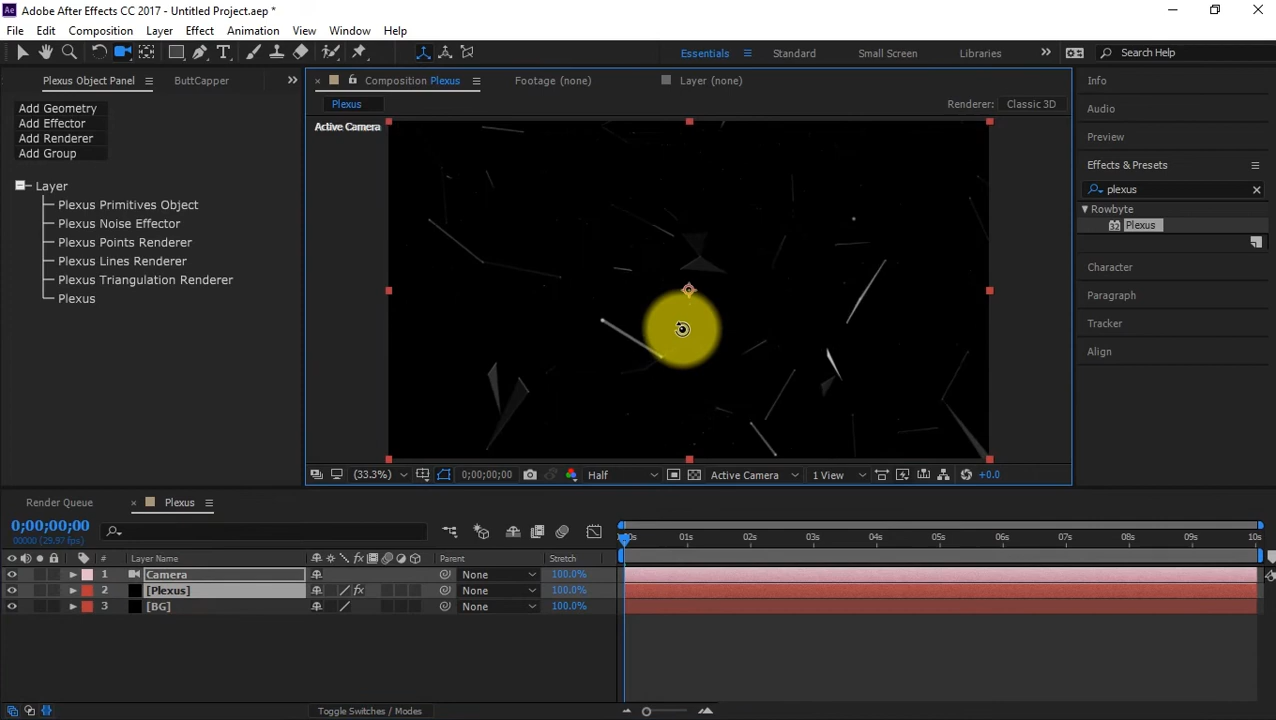 Ae Adobe After Effects CC 2017 - Untitled Project.aep *
File Edit Composition Layer Effect Animation View Window Help
Essentials Standard Small Screen Libraries Search Help
Plexus Object Panel ButtCapper
Composition Plexus Footage (none) Layer (none)
Info
Add Geometry
Add Effector
Add Renderer
Add Group
Plexus Renderer: Classic 3D
Active Camera
Audio
Preview
Effects & Presets
plexus
Rowbyte
32 Plexus
Layer
Plexus Primitives Object
Plexus Noise Effector
Plexus Points Renderer
Plexus Lines Renderer
Plexus Triangulation Renderer
Plexus
Character
Paragraph
Tracker
Align
(33.3%) 0;00;00;00 Half Active Camera 1 View +0.0
Render Queue Plexus
0;00;00;00
00000 (29.97 fps)
:00s 01s 02s 03s 04s 05s 06s 07s 08s 09s 10s
# Layer Name Parent Stretch
1 Camera None 100.0%
2 [Plexus] fx None 100.0%
3 [BG] None 100.0%
Toggle Switches / Modes